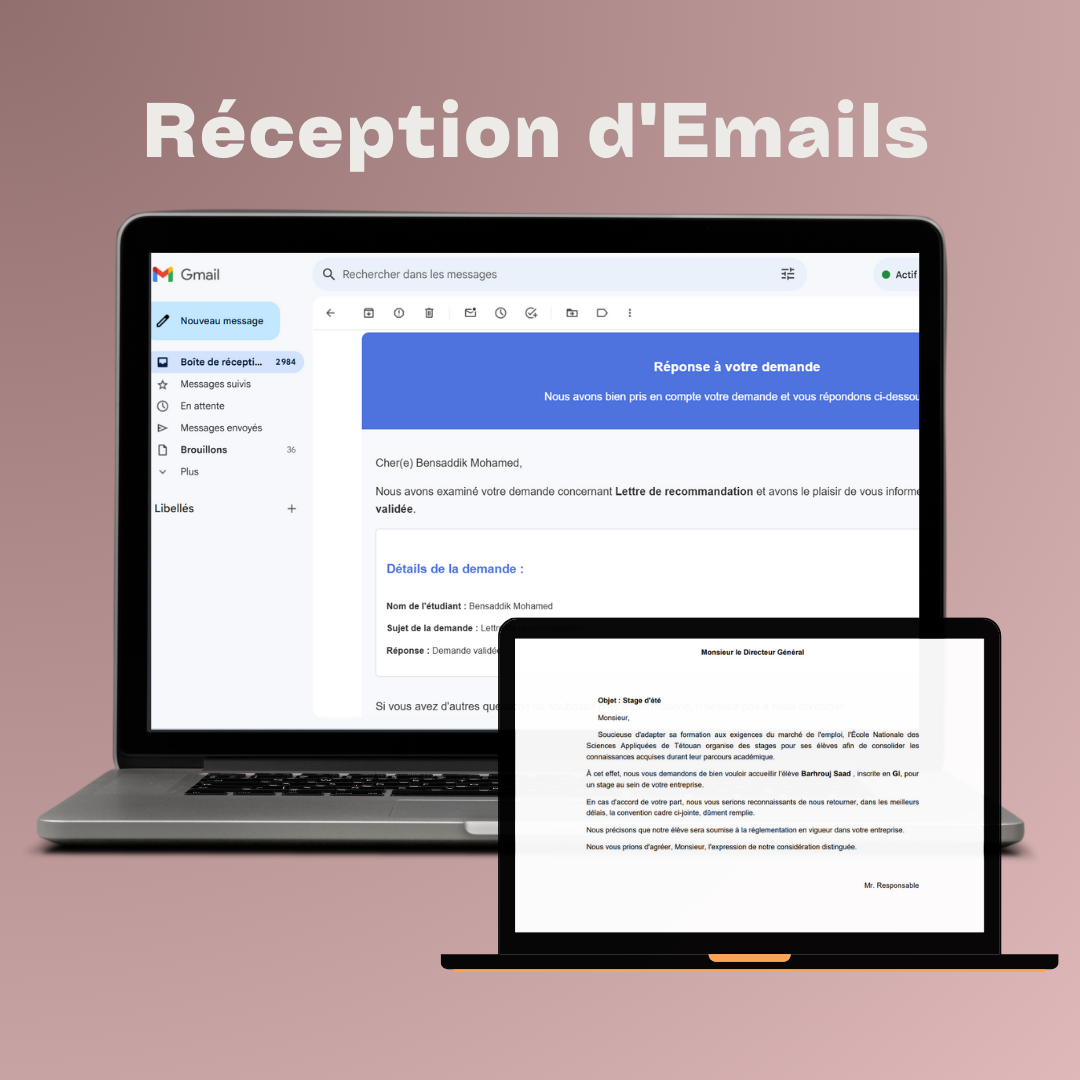 Réception d'Emails
Gmail
Rechercher dans les messages
Actif
Nouveau message
Boîte de récepti... 2984
Messages suivis
En attente
Messages envoyés
Brouillons 36
Plus
Libellés
Réponse à votre demande
Nous avons bien pris en compte votre demande et vous répondons ci-dessou
Cher(e) Bensaddik Mohamed,
Nous avons examiné votre demande concernant Lettre de recommandation et avons le plaisir de vous informe
validée.
Détails de la demande :
Nom de l'étudiant : Bensaddik Mohamed
Sujet de la demande : Lettr
Réponse : Demande validée
Si vous avez d'autres que
Monsieur le Directeur Général
Objet : Stage d'été
Monsieur,
Soucieuse d'adapter sa formation aux exigences du marché de l'emploi, l'École Nationale des
Sciences Appliquées de Tétouan organise des stages pour ses élèves afin de consolider les
connaissances acquises durant leur parcours académique.
À cet effet, nous vous demandons de bien vouloir accueillir l'élève Barhrouj Saad , inscrite en GI, pour
un stage au sein de votre entreprise.
En cas d'accord de votre part, nous vous serions reconnaissants de nous retourner, dans les meilleurs
délais, la convention cadre ci-jointe, dûment remplie.
Nous précisons que notre élève sera soumise à la réglementation en vigueur dans votre entreprise.
Nous vous prions d'agréer, Monsieur, l'expression de notre considération distinguée.
Mr. Responsable